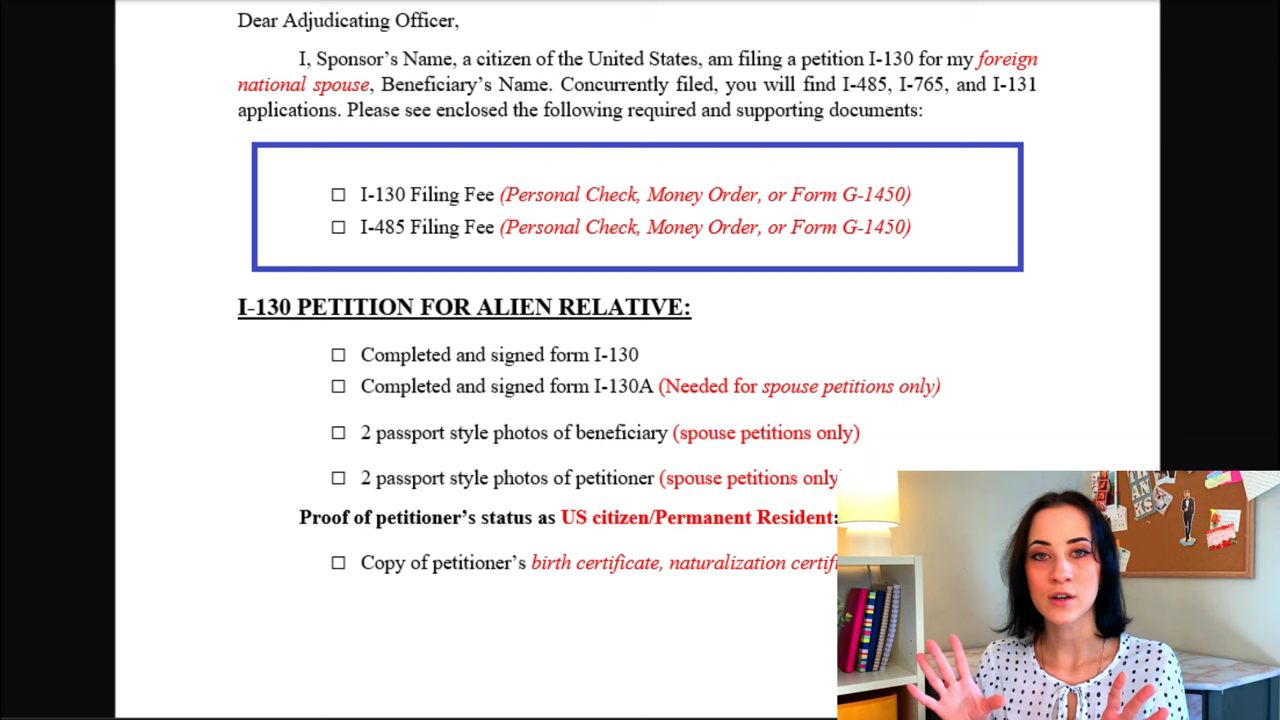 Dear Adjudicating Officer,
I, Sponsor’s Name, a citizen of the United States, am filing a petition I-130 for my foreign
national spouse, Beneficiary’s Name. Concurrently filed, you will find I-485, I-765, and I-131
applications. Please see enclosed the following required and supporting documents:
☐ I-130 Filing Fee (Personal Check, Money Order, or Form G-1450)
☐ I-485 Filing Fee (Personal Check, Money Order, or Form G-1450)
I-130 PETITION FOR ALIEN RELATIVE:
☐ Completed and signed form I-130
☐ Completed and signed form I-130A (Needed for spouse petitions only)
☐ 2 passport style photos of beneficiary (spouse petitions only)
☐ 2 passport style photos of petitioner (spouse petitions only
Proof of petitioner’s status as US citizen/Permanent Resident:
☐ Copy of petitioner’s birth certificate, naturalization
THANKS